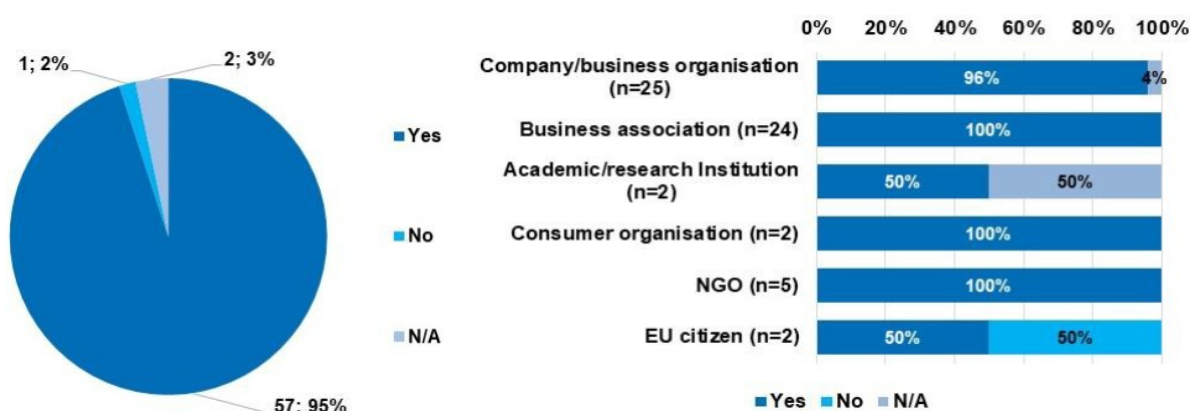 1; 2%
2; 3%
Yes
No
N/A
57; 95%
0% 20% 40% 60% 80% 100%
Company/business organisation
(n=25)
96%
4%
Business association (n=24)
100%
Academic/research Institution
(n=2)
50%
50%
Consumer organisation (n=2)
100%
NGO (n=5)
100%
EU citizen (n=2)
50%
50%
Yes No N/A